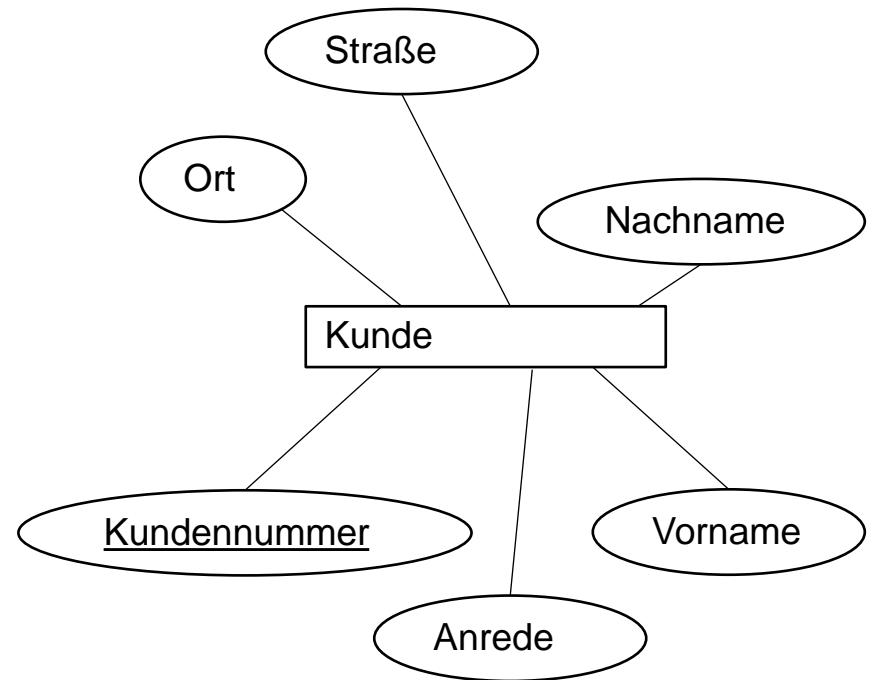 Straße
Ort
Nachname
Kunde
Kundennummer
Vorname
Anrede